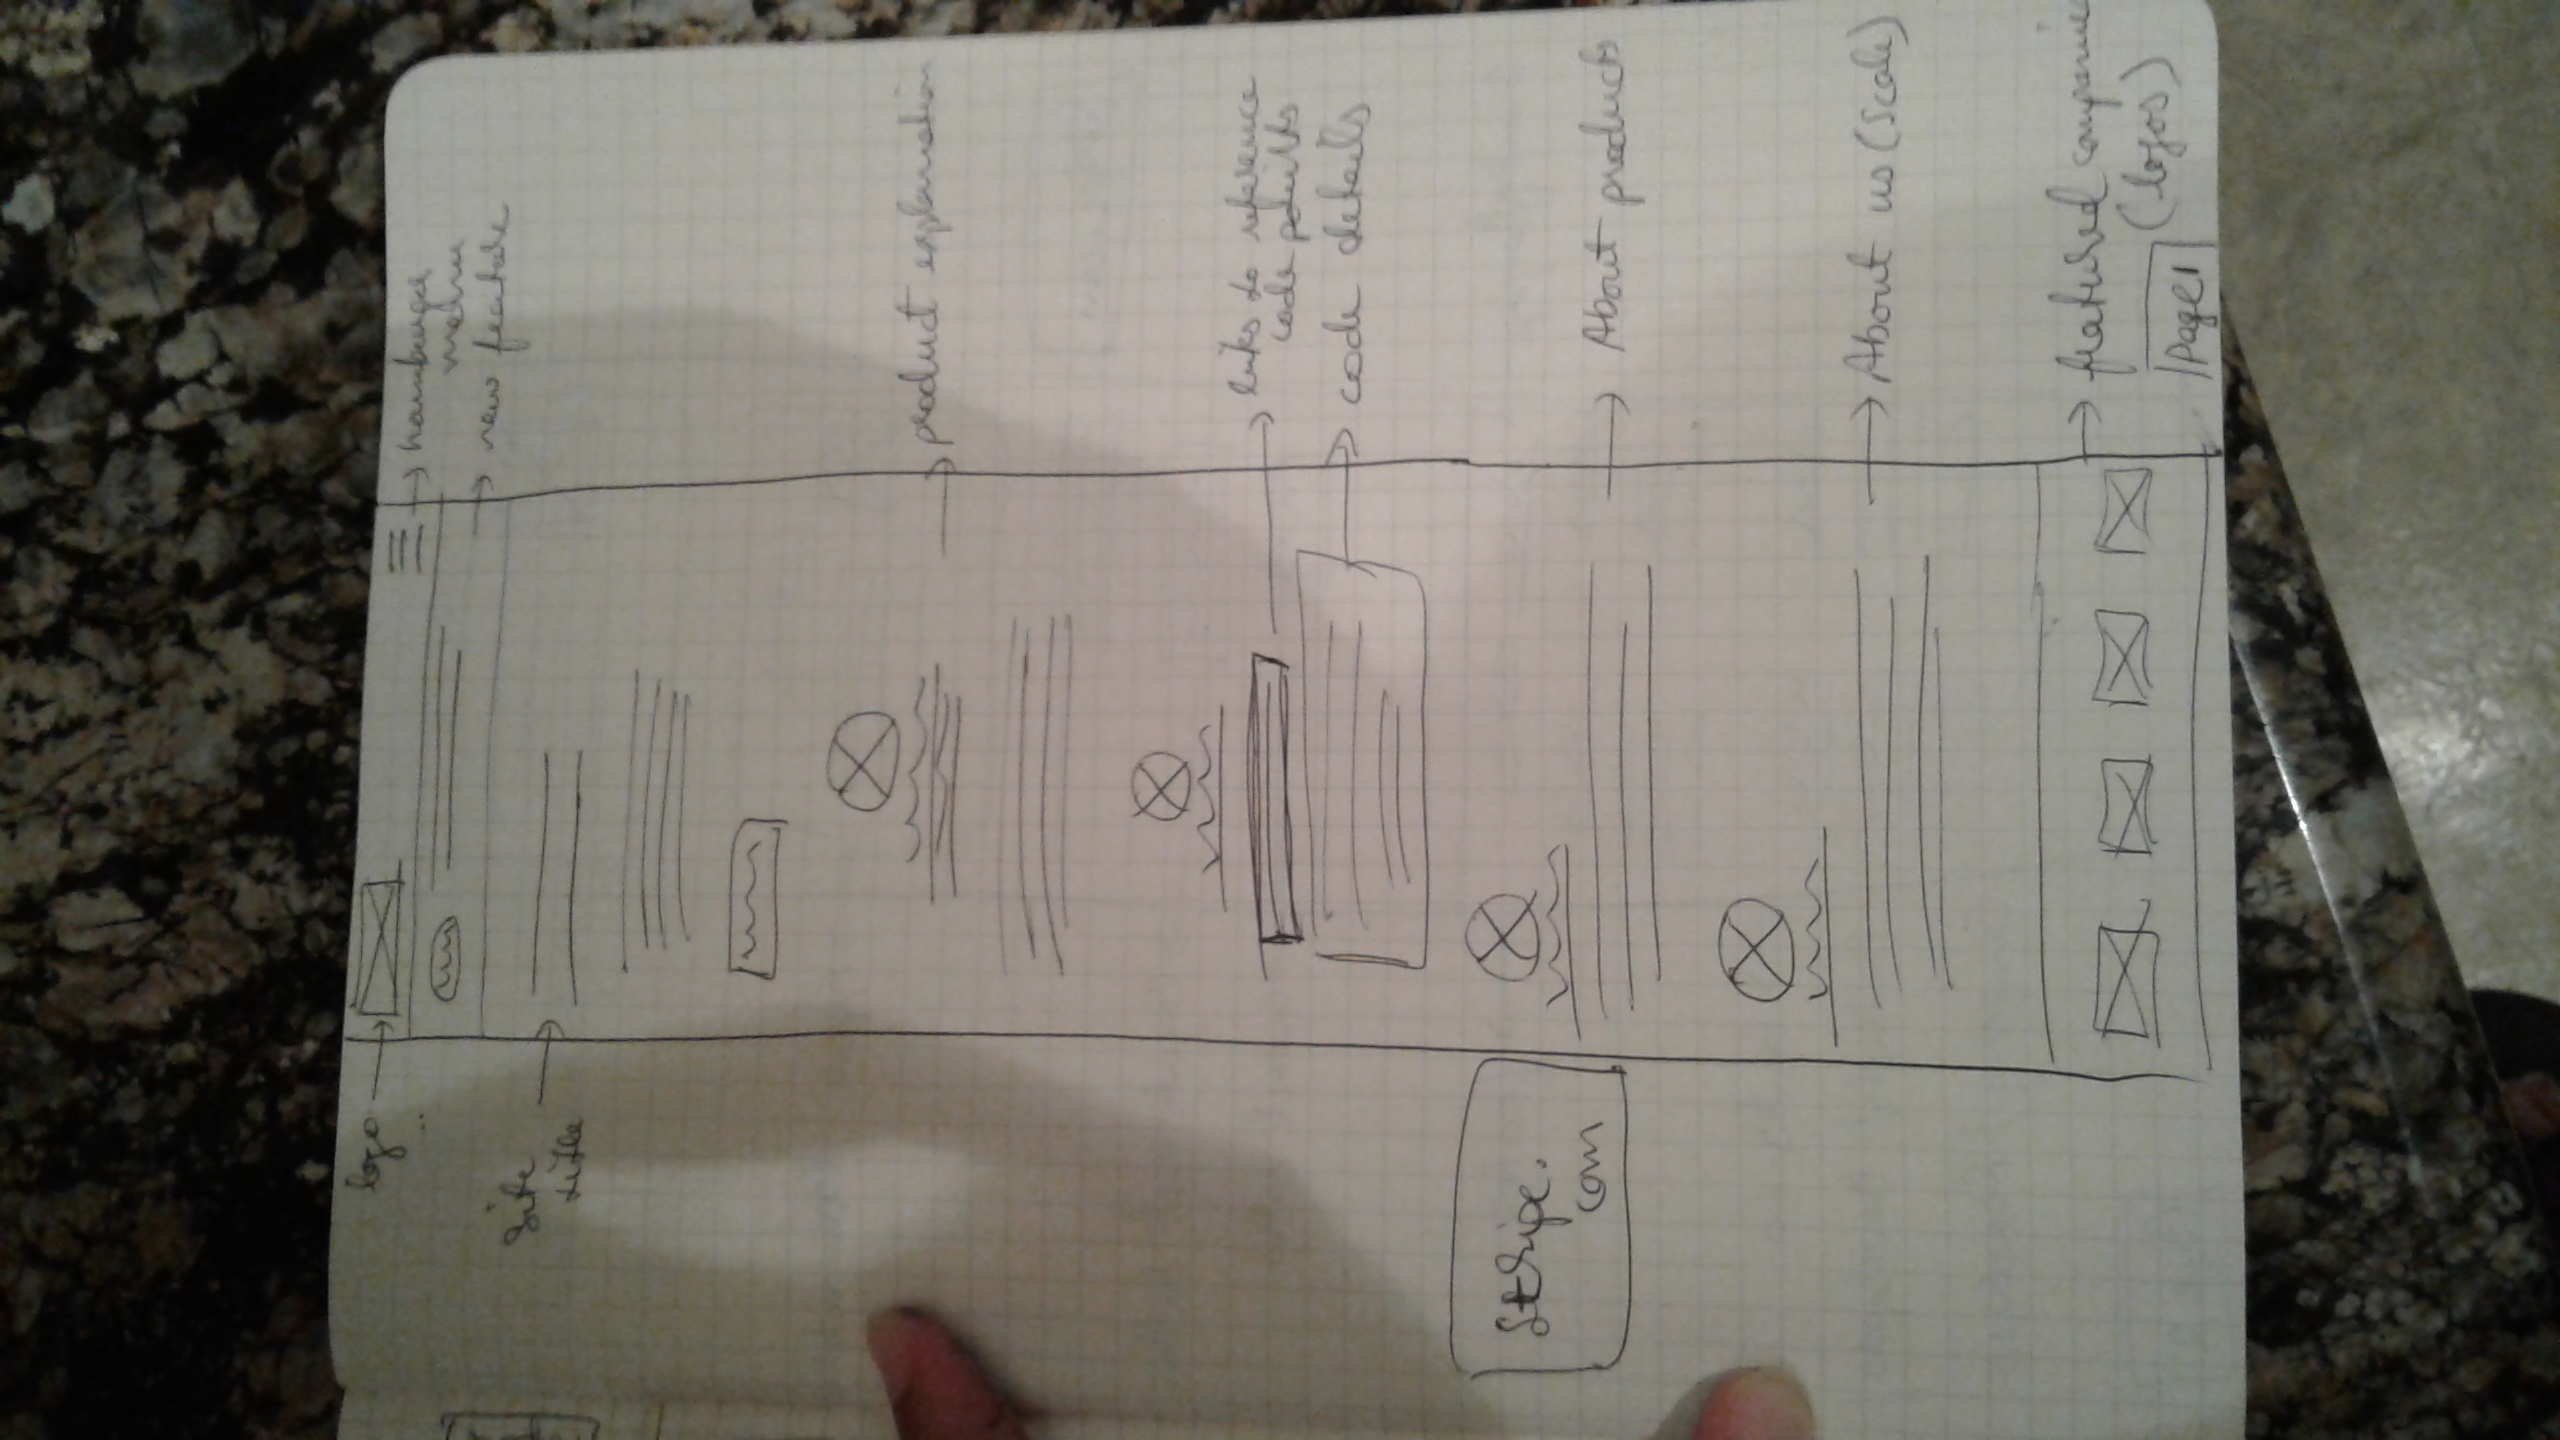 logo
hamburger
menu
new feature
Site
title
product explanation
links to reference
code points
code details
Stripe.
com
About products
About us (Scale)
featured companies
(logos)
Page 1